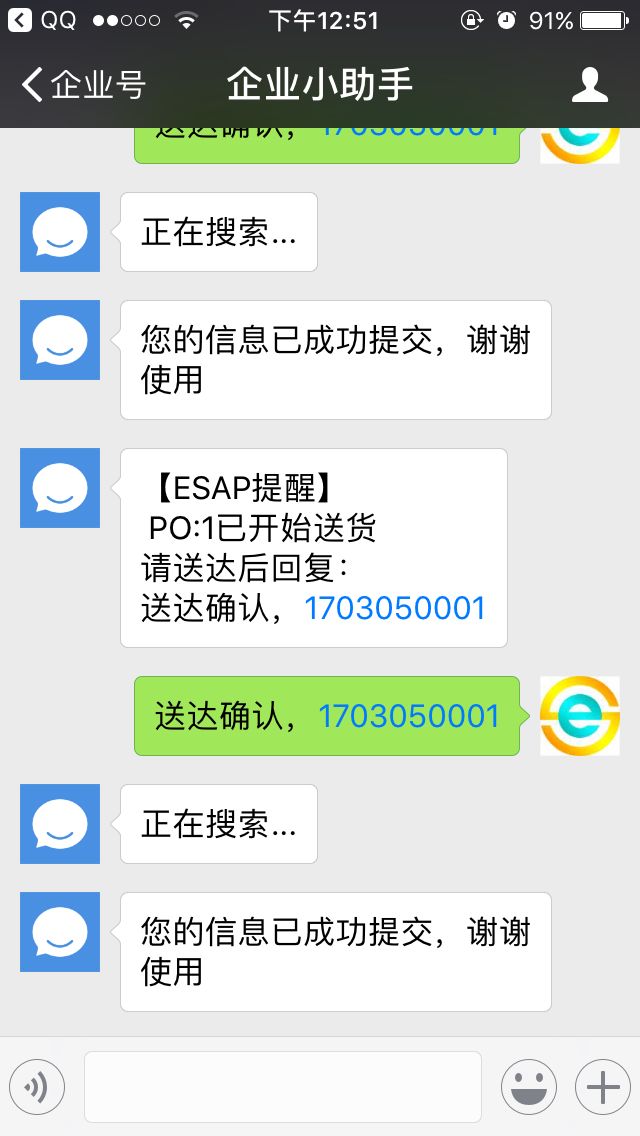 QQ 下午12:51 91%
企业号 企业小助手
送达确认，1703050001
正在搜索...
您的信息已成功提交，谢谢
使用
【ESAP提醒】
PO:1已开始送货
请送达后回复：
送达确认，1703050001
送达确认，1703050001
正在搜索...
您的信息已成功提交，谢谢
使用